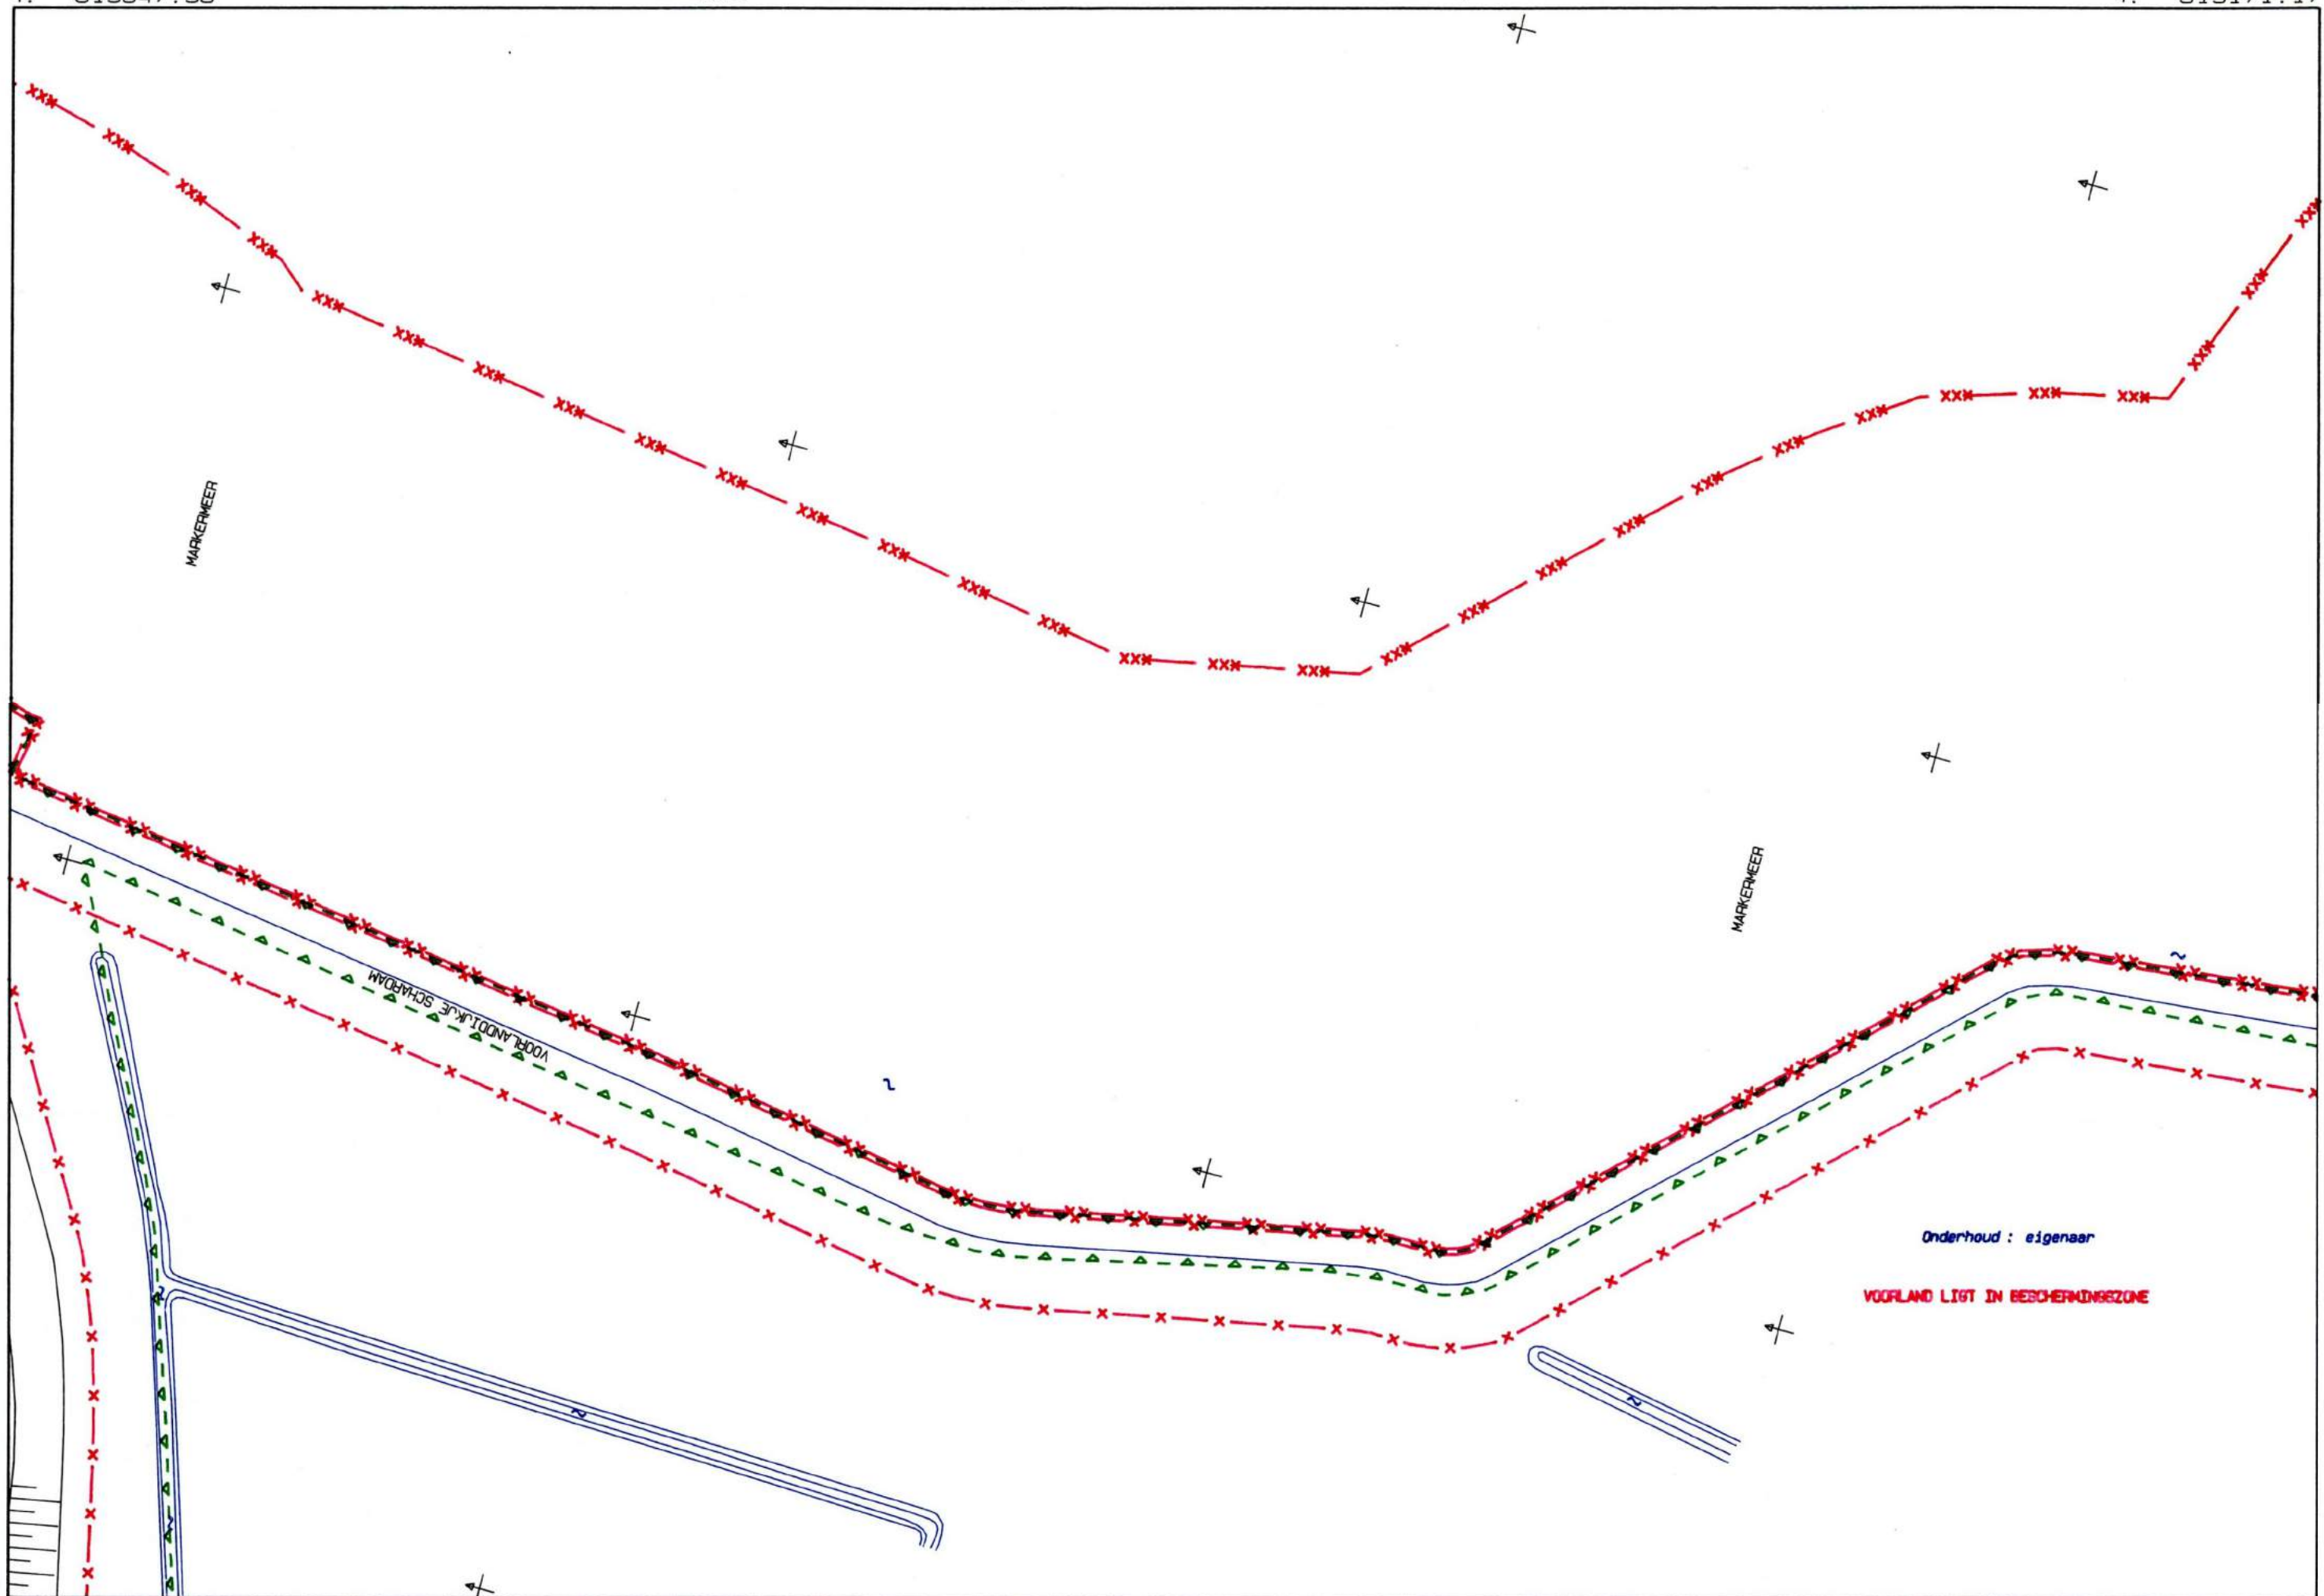 MARKERMEER
MARKERMEER
VOORLANDDIJKJE SCHARDAM
Onderhoud : eigenaar
VOORLAND LIGT IN BESCHERMINGSZONE